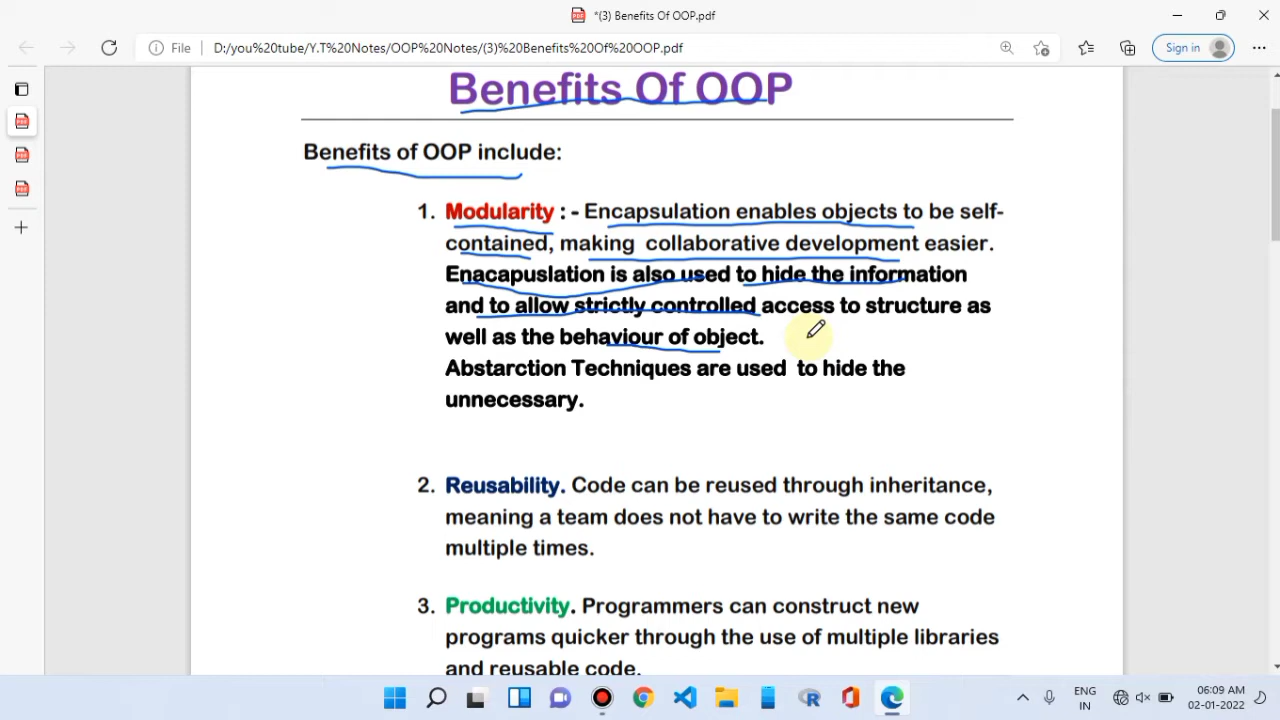 *(3) Benefits Of OOP.pdf
File D:/you%20tube/Y.T%20Notes/OOP%20Notes/(3)%20Benefits%20Of%20OOP.pdf
Sign in
Benefits Of OOP
Benefits of OOP include:
1. Modularity : - Encapsulation enables objects to be self-
contained, making collaborative development easier.
Enacapuslation is also used to hide the information
and to allow strictly controlled access to structure as
well as the behaviour of object.
Abstarction Techniques are used to hide the
unnecessary.
2. Reusability. Code can be reused through inheritance,
meaning a team does not have to write the same code
multiple times.
3. Productivity. Programmers can construct new
programs quicker through the use of multiple libraries
and reusable code.
ENG
IN
06:09 AM
02-01-2022